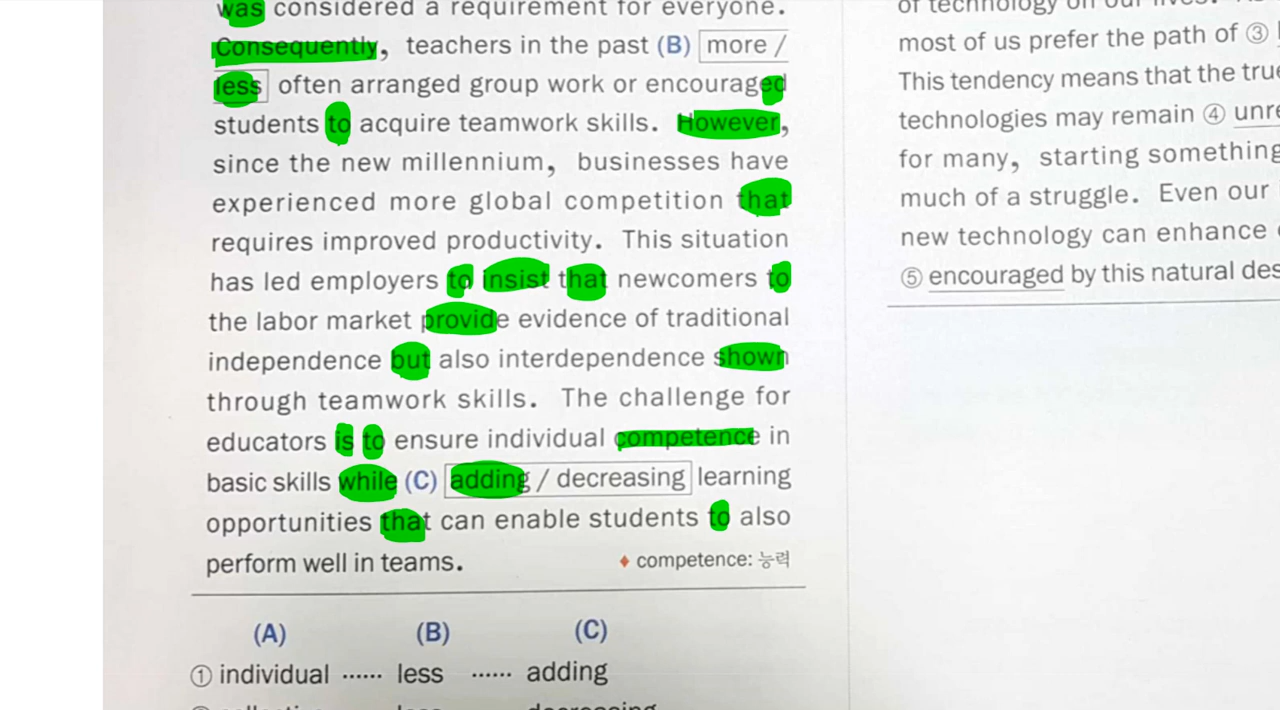 was considered a requirement for everyone.
Consequently, teachers in the past (B) more /
less often arranged group work or encouraged
students to acquire teamwork skills. However,
since the new millennium, businesses have
experienced more global competition that
requires improved productivity. This situation
has led employers to insist that newcomers to
the labor market provide evidence of traditional
independence but also interdependence shown
through teamwork skills. The challenge for
educators is to ensure individual competence in
basic skills while (C) adding / decreasing learning
opportunities that can enable students to also
perform well in teams.
♦ competence: 능력
(A) (B) (C)
① individual ...... less ...... adding
of technology on our
most of us prefer the path of ③
This tendency means that the true
technologies may remain ④
for many, starting something
much of a struggle. Even our
new technology can enhance
⑤ encouraged by this natural